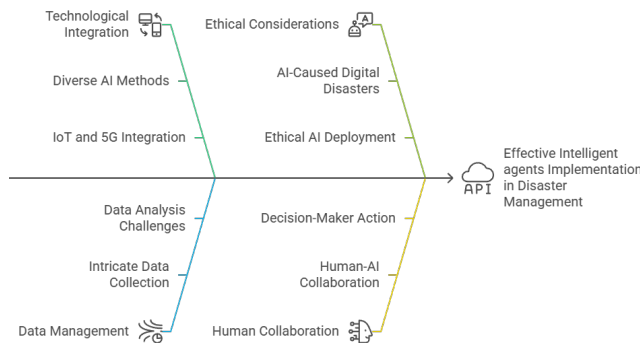 Technological
Integration
Ethical Considerations
Diverse AI Methods
AI-Caused Digital
Disasters
IoT and 5G Integration
Ethical AI Deployment
API
Effective Intelligent
agents Implementation
in Disaster
Management
Data Analysis
Challenges
Decision-Maker Action
Intricate Data
Collection
Human-AI
Collaboration
Data Management
Human Collaboration
A